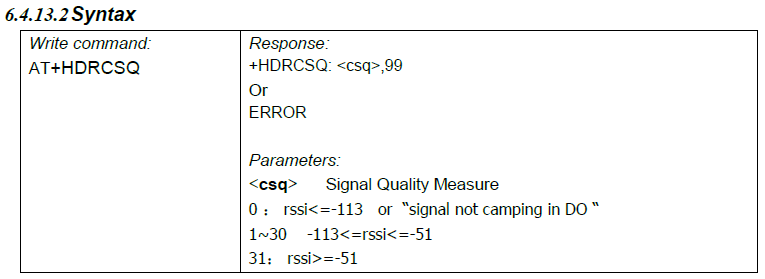 6.4.13.2 Syntax
Write command:
AT+HDRCSQ
Response:
+HDRCSQ: <csq>,99
Or
ERROR
Parameters:
<csq> Signal Quality Measure
0 : rssi<=-113 or “signal not camping in DO “
1~30 -113<=rssi<=-51
31: rssi>=-51